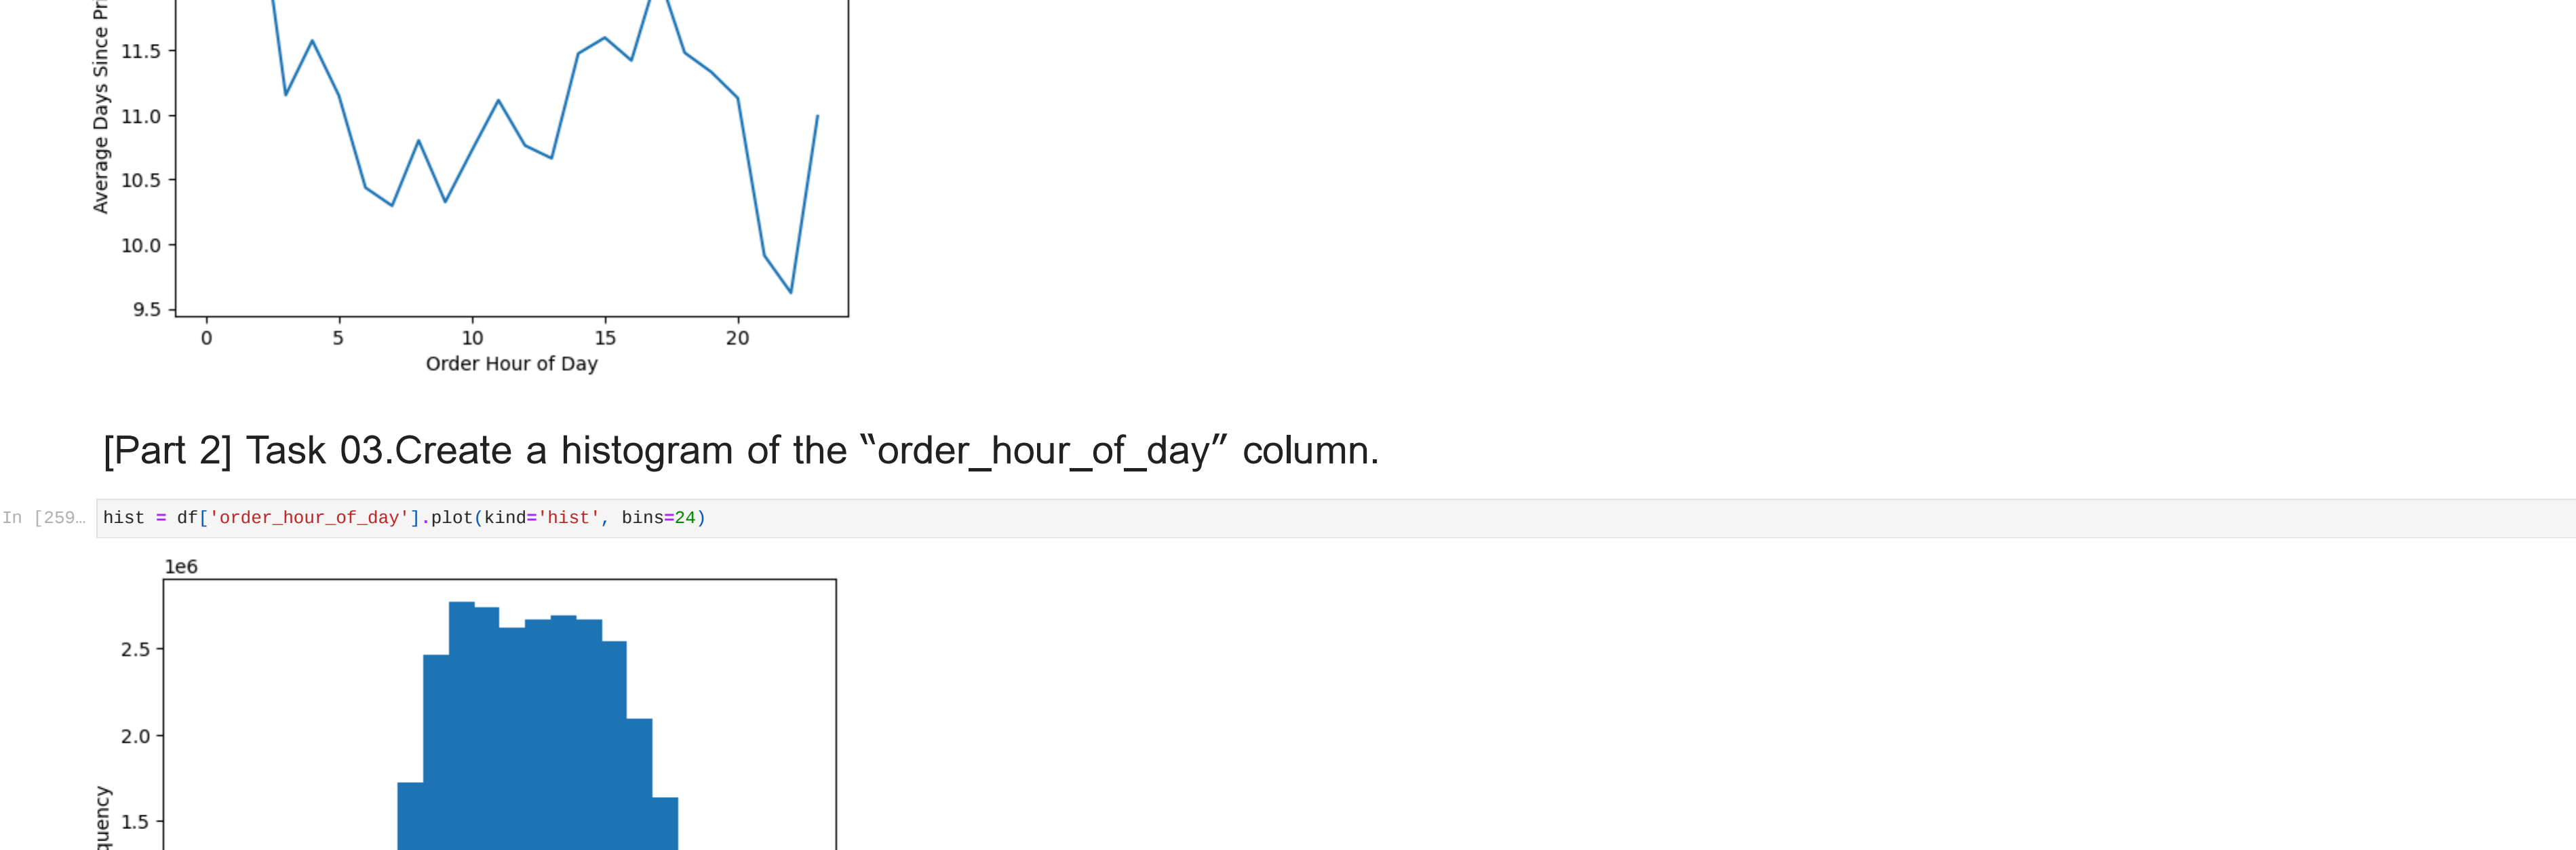 Average Days Since Pr
11.5
11.0
10.5
10.0
9.5
0 5 10 15 20
Order Hour of Day
[Part 2] Task 03.Create a histogram of the “order_hour_of_day” column.
In [259… hist = df['order_hour_of_day'].plot(kind='hist', bins=24)
1e6
2.5
2.0
1.5
quency